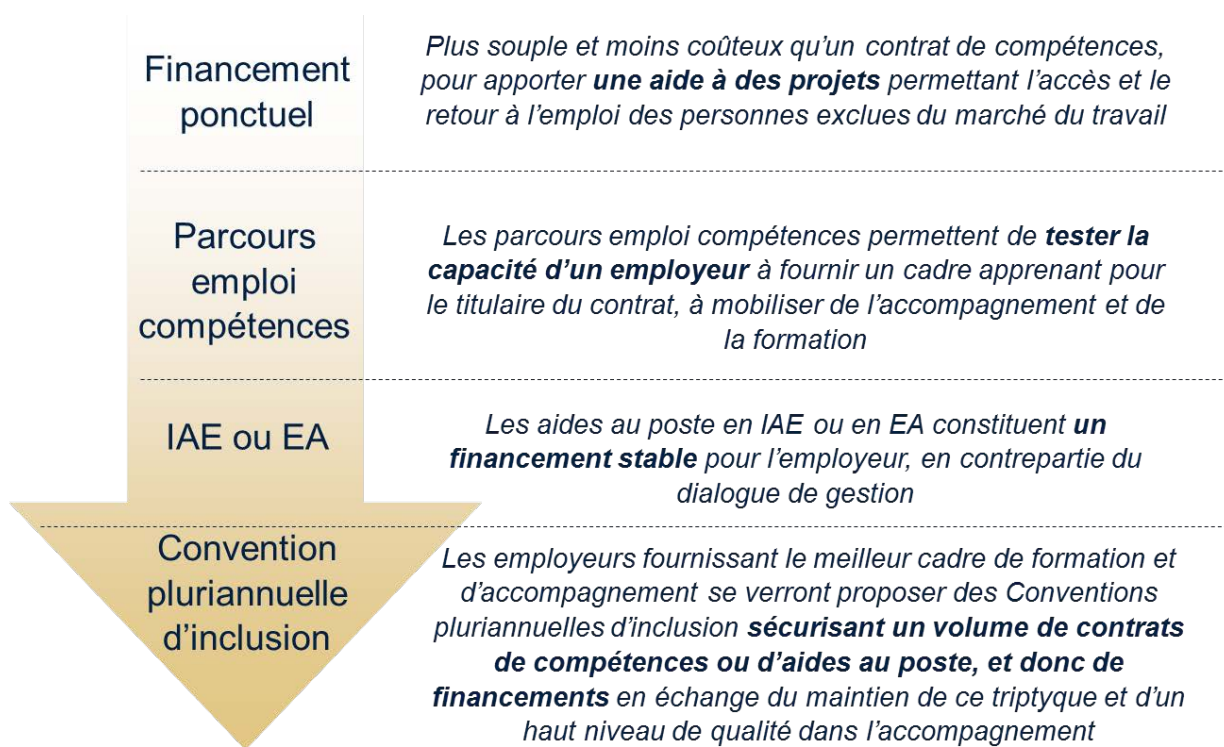 Financement
ponctuel
Plus souple et moins coûteux qu’un contrat de compétences,
pour apporter une aide à des projets permettant l’accès et le
retour à l’emploi des personnes exclues du marché du travail
Parcours
emploi
compétences
Les parcours emploi compétences permettent de tester la
capacité d’un employeur à fournir un cadre apprenant pour
le titulaire du contrat, à mobiliser de l’accompagnement et de
la formation
IAE ou EA
Les aides au poste en IAE ou en EA constituent un
financement stable pour l’employeur, en contrepartie du
dialogue de gestion
Convention
pluriannuelle
d’inclusion
Les employeurs fournissant le meilleur cadre de formation et
d’accompagnement se verront proposer des Conventions
pluriannuelles d’inclusion sécurisant un volume de contrats
de compétences ou d’aides au poste, et donc de
financements en échange du maintien de ce triptyque et d’un
haut niveau de qualité dans l’accompagnement